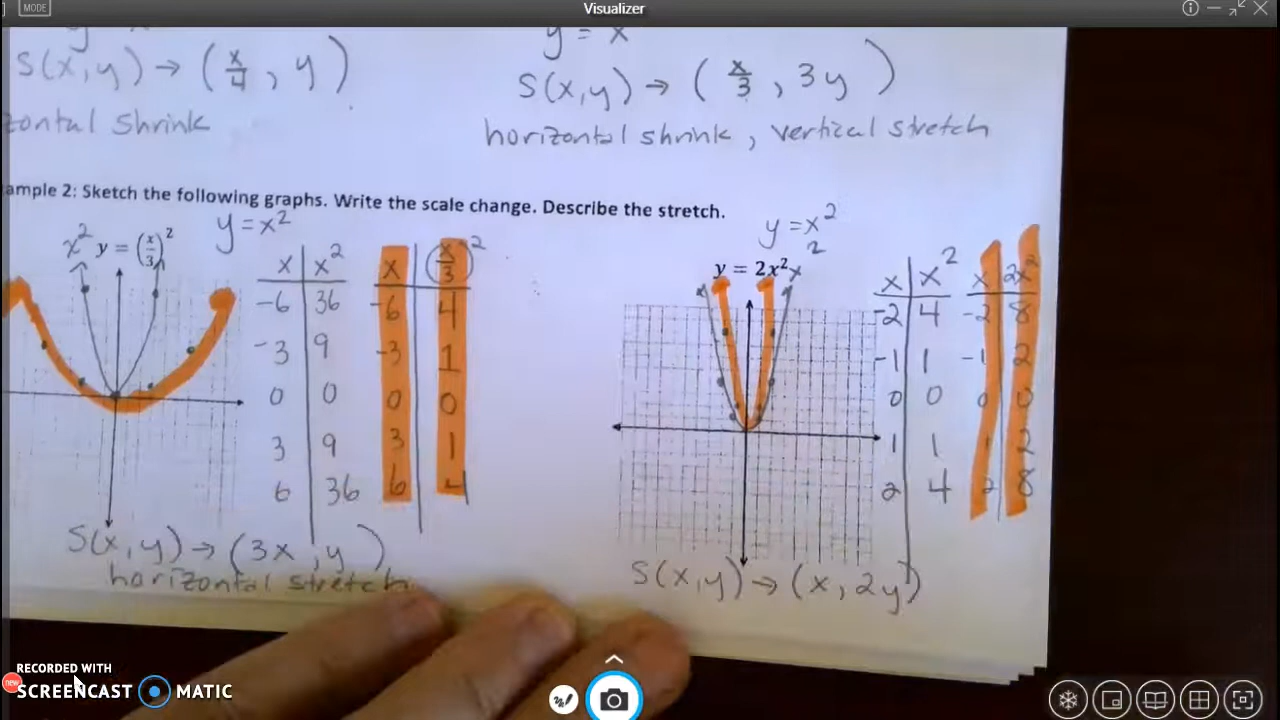 MODE
Visualizer
S(x,y) → (x/4, y)
zontal shrink
y = x
S(x,y) → (x/3, 3y)
horizontal shrink, vertical stretch
ample 2: Sketch the following graphs. Write the scale change. Describe the stretch.
y = x²
x² y = (x/3)²
x x² x (x/3)²
-6 36 -6 4
-3 9 -3 1
0 0 0 0
3 9 3 1
6 36 6 4
S(x,y) → (3x, y)
horizontal stretch
y = x²
y = 2x² x²
x x² x 2x²
-2 4 -2 8
-1 1 -1 2
0 0 0 0
1 1 1 2
2 4 2 8
S(x,y) → (x, 2y)
RECORDED WITH
SCREENCAST MATIC
new